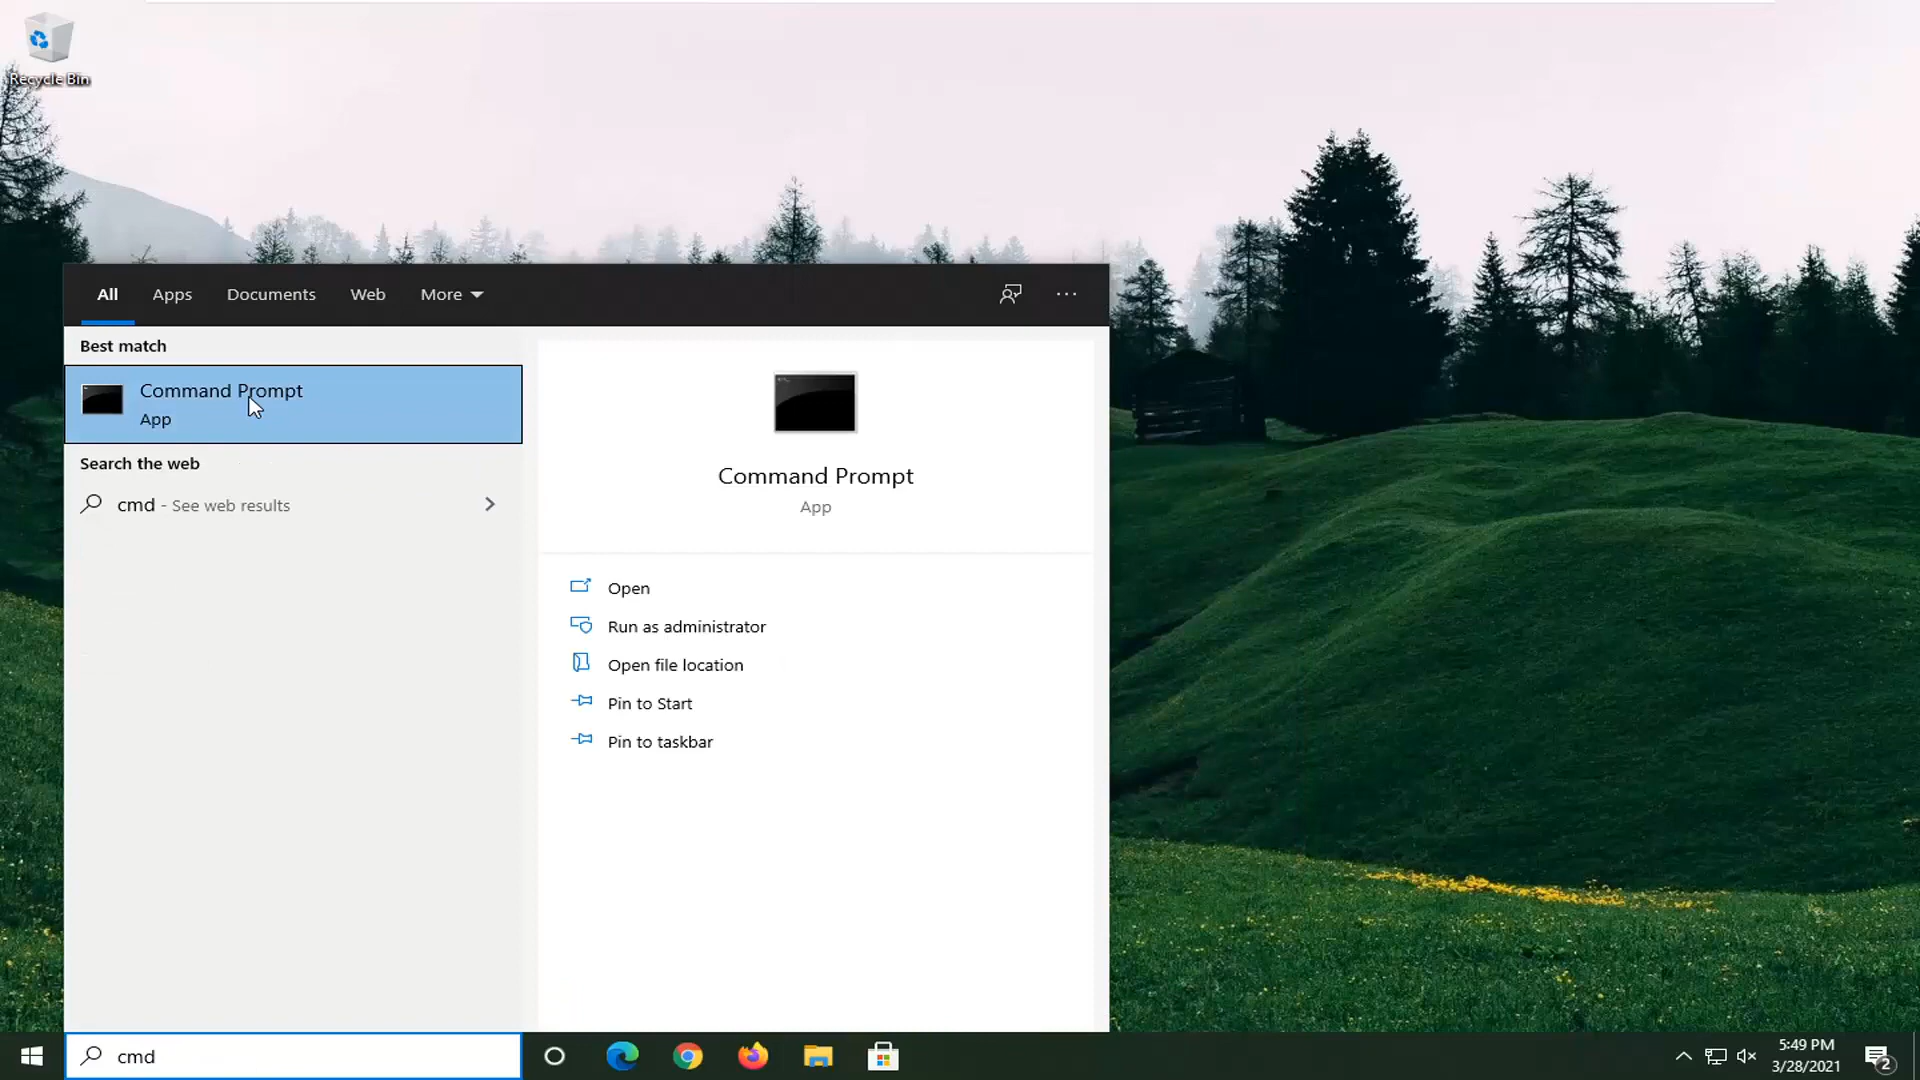 Recycle Bin
All Apps Documents Web More
Best match
Command Prompt
App
Search the web
cmd - See web results
Command Prompt
App
Open
Run as administrator
Open file location
Pin to Start
Pin to taskbar
cmd
5:49 PM
3/28/2021
2